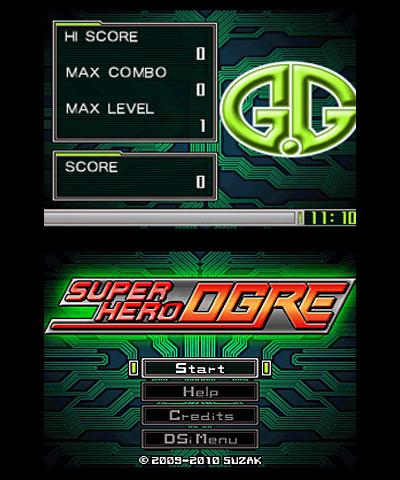 HI SCORE
0
MAX COMBO
0
MAX LEVEL
1
G.G
SCORE
0
11:10
SUPER HERO OGRE
Start
Help
Credits
DSi Menu
© 2009-2010 SUZAK